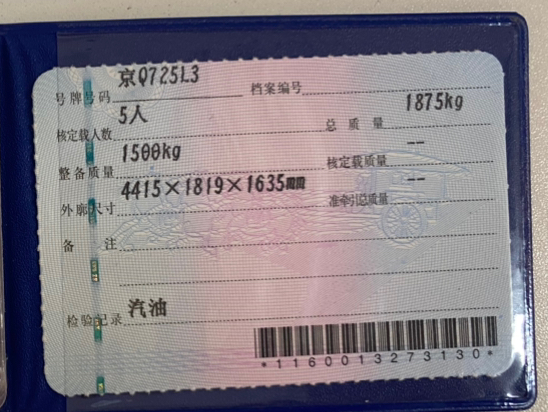 号牌号码 京Q725L3 档案编号
核定载人数 5人 总质量 1875kg
整备质量 1500kg 核定载质量 --
外廓尺寸 4415×1819×1635mm 准牵引总质量 --
备注
检验记录 汽油
*1160013273130*